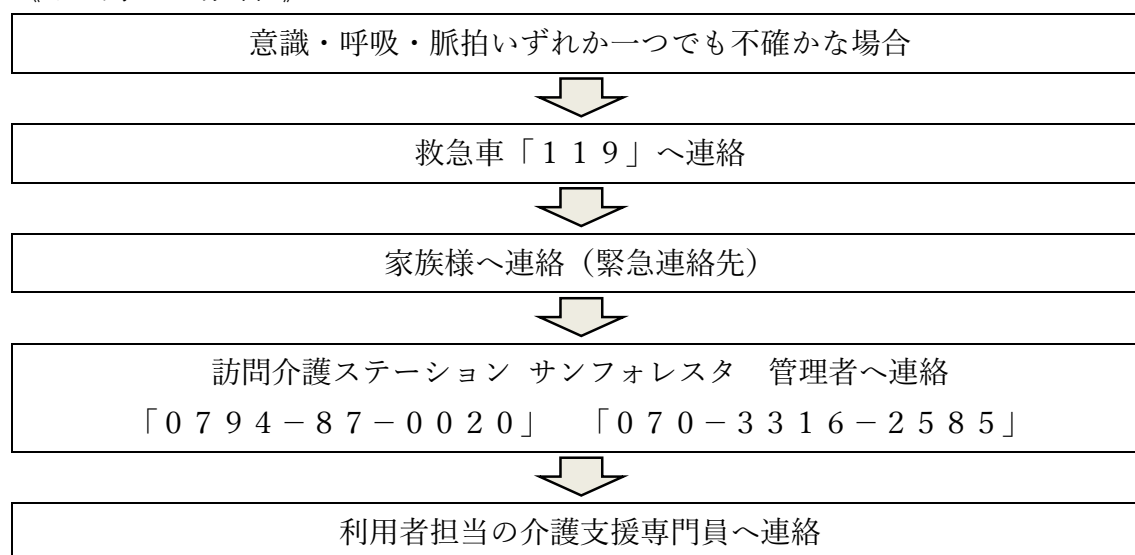 意識・呼吸・脈拍いずれか一つでも不確かな場合
救急車「１１９」へ連絡
家族様へ連絡（緊急連絡先）
訪問介護ステーション サンフォレスタ　管理者へ連絡
「０７９４－８７－００２０」　「０７０－３３１６－２５８５」
利用者担当の介護支援専門員へ連絡